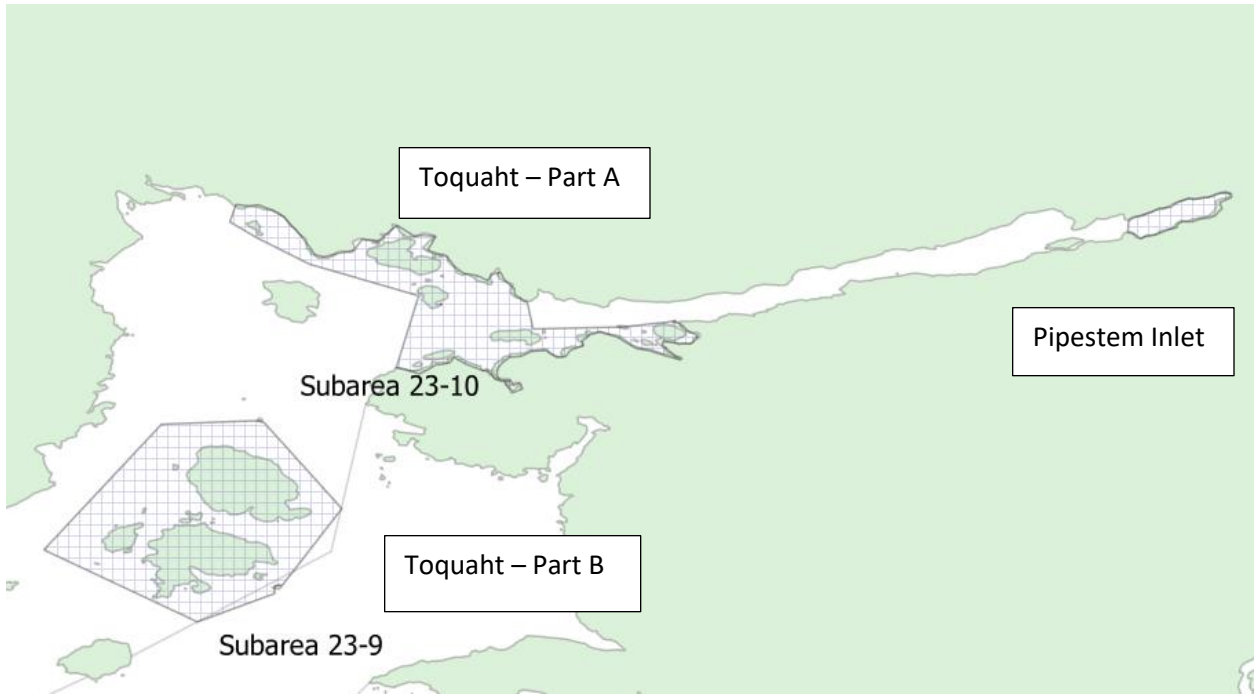 Toquaht – Part A
Pipestem Inlet
Subarea 23-10
Toquaht – Part B
Subarea 23-9